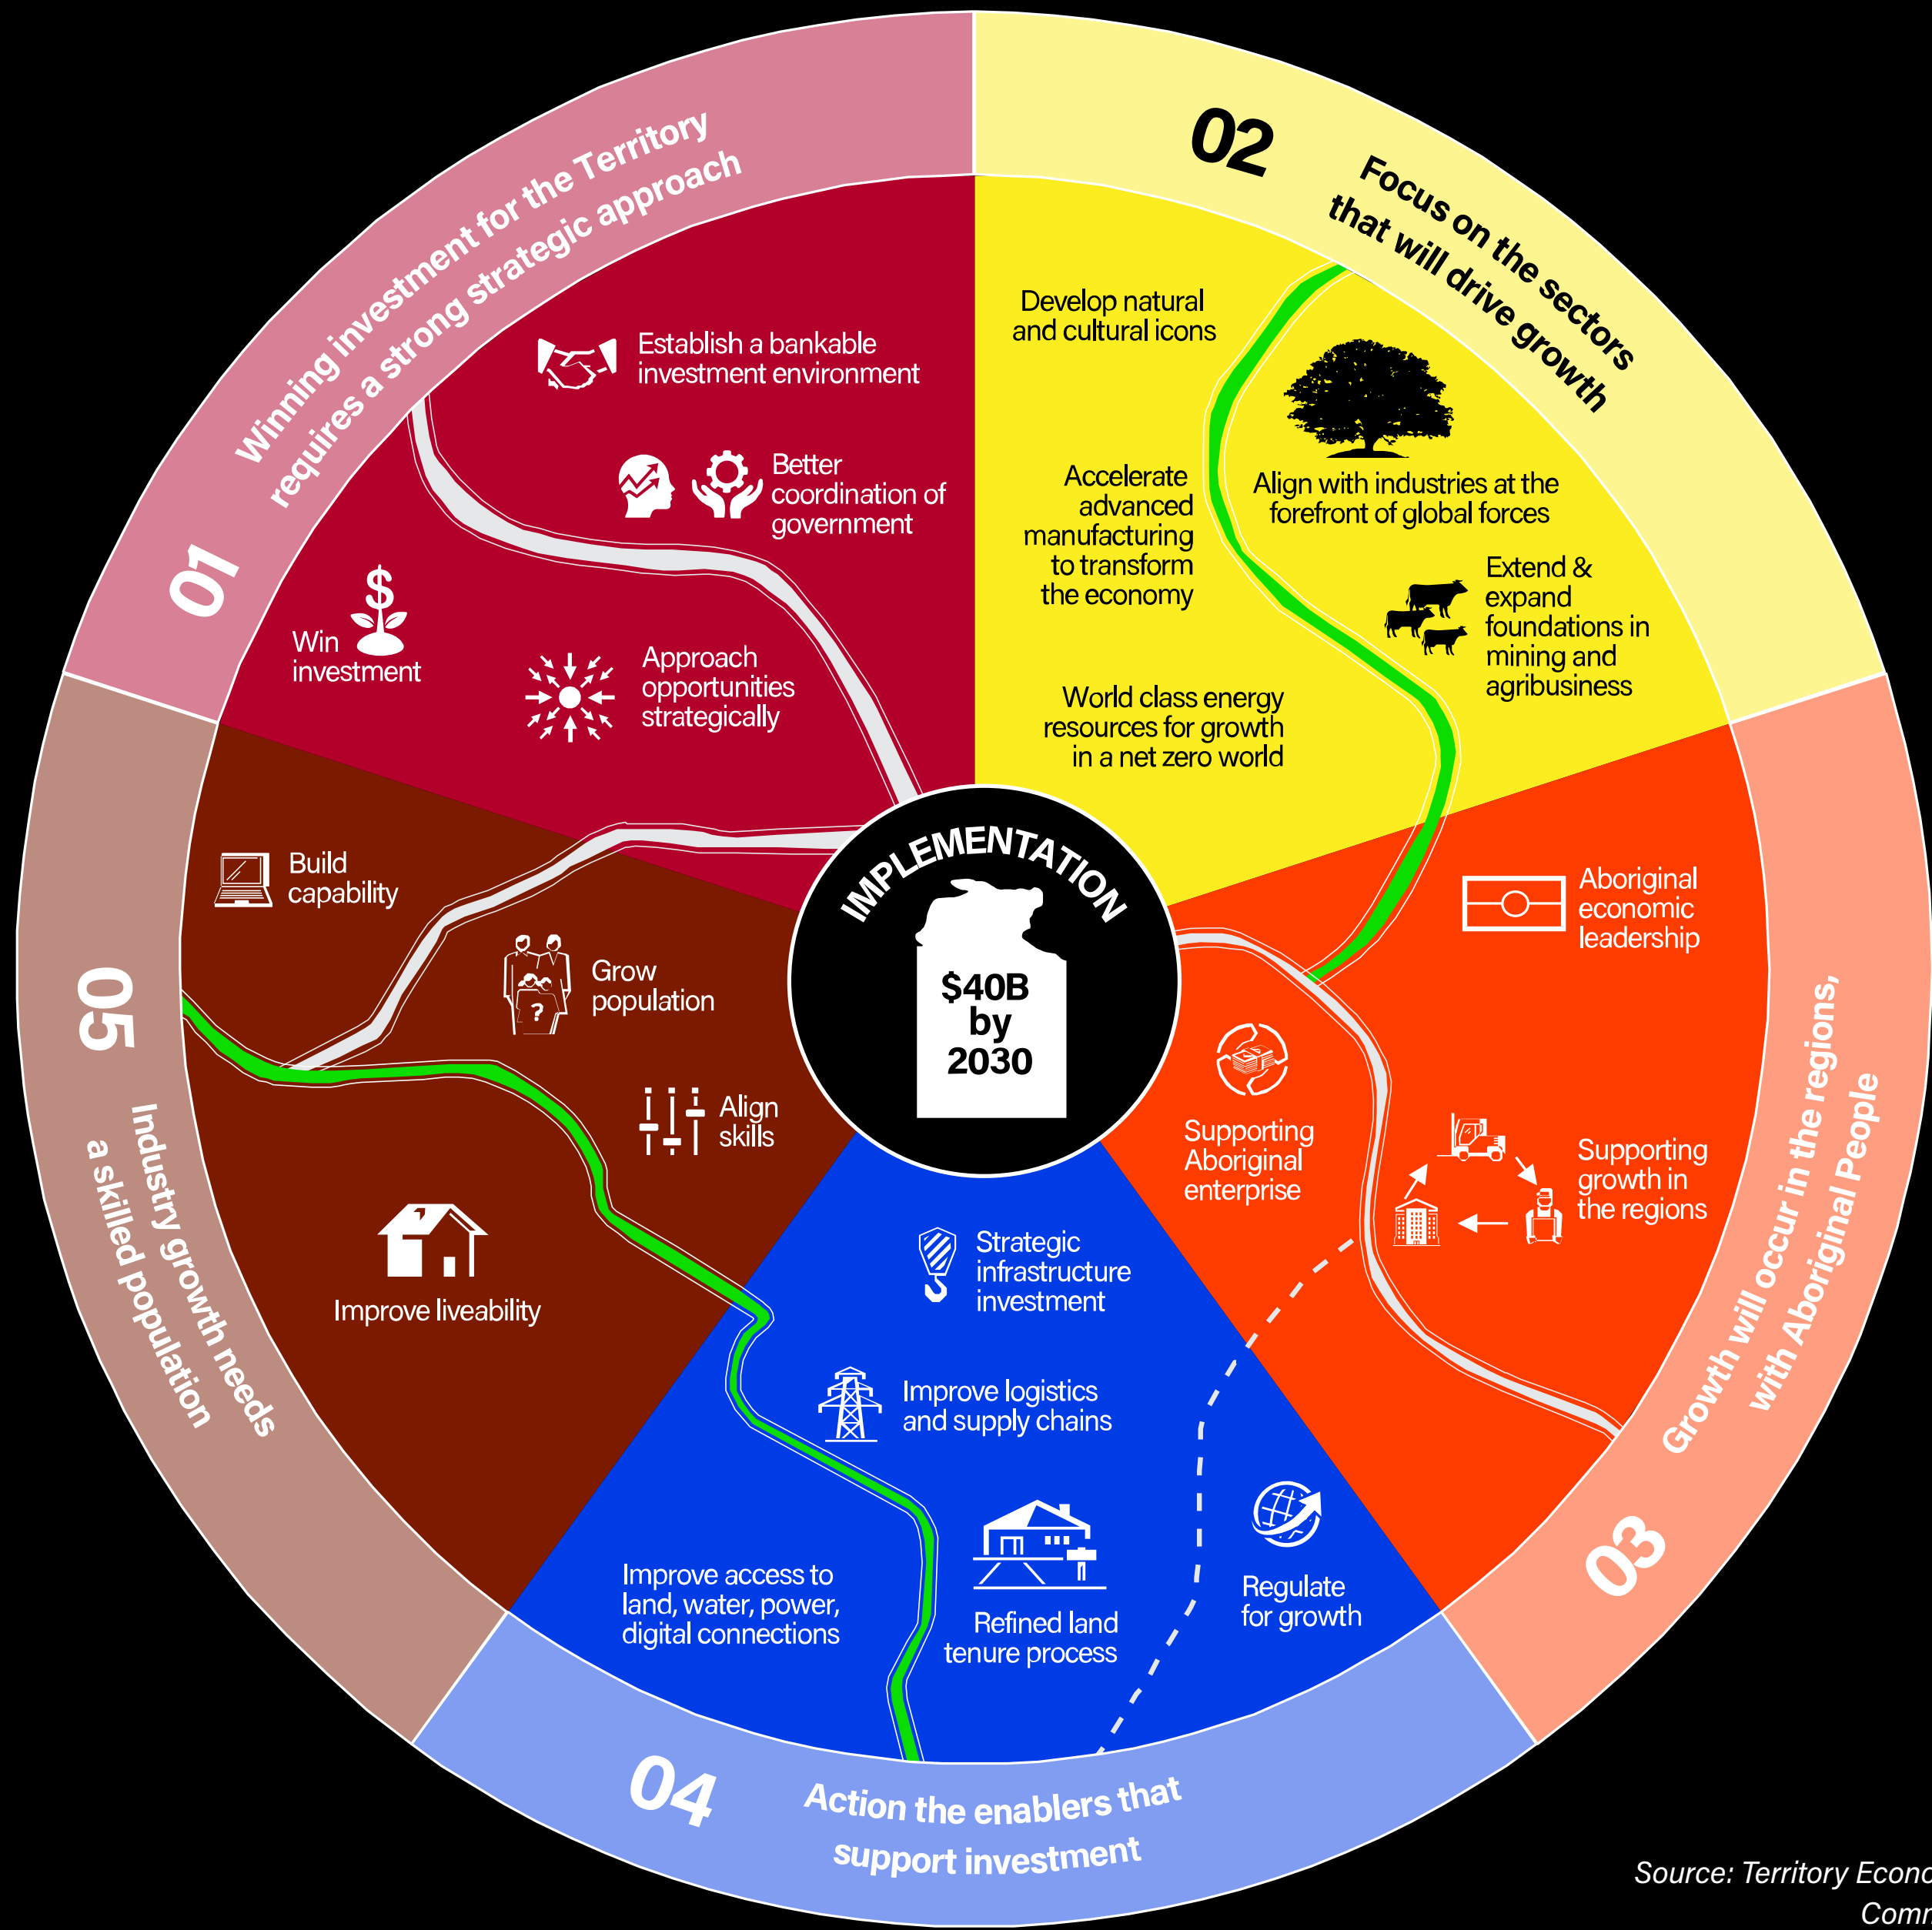 01
Winning investment for the Territory
requires a strong strategic approach
Establish a bankable
investment environment
Better
coordination of
government
$
Win
investment
Approach
opportunities
strategically
02
Focus on the sectors
that will drive growth
Develop natural
and cultural icons
Align with industries at the
forefront of global forces
Accelerate
advanced
manufacturing
to transform
the economy
Extend &
expand
foundations in
mining and
agribusiness
World class energy
resources for growth
in a net zero world
IMPLEMENTATION
$40B
by
2030
03
Growth will occur in the regions,
with Aboriginal People
Aboriginal
economic
leadership
Supporting
Aboriginal
enterprise
Supporting
growth in
the regions
04
Action the enablers that
support investment
Strategic
infrastructure
investment
Improve logistics
and supply chains
Improve access to
land, water, power,
digital connections
Refined land
tenure process
Regulate
for growth
05
Industry growth needs
a skilled population
Build
capability
Grow
population
?
Align
skills
Improve liveability
Source: Territory